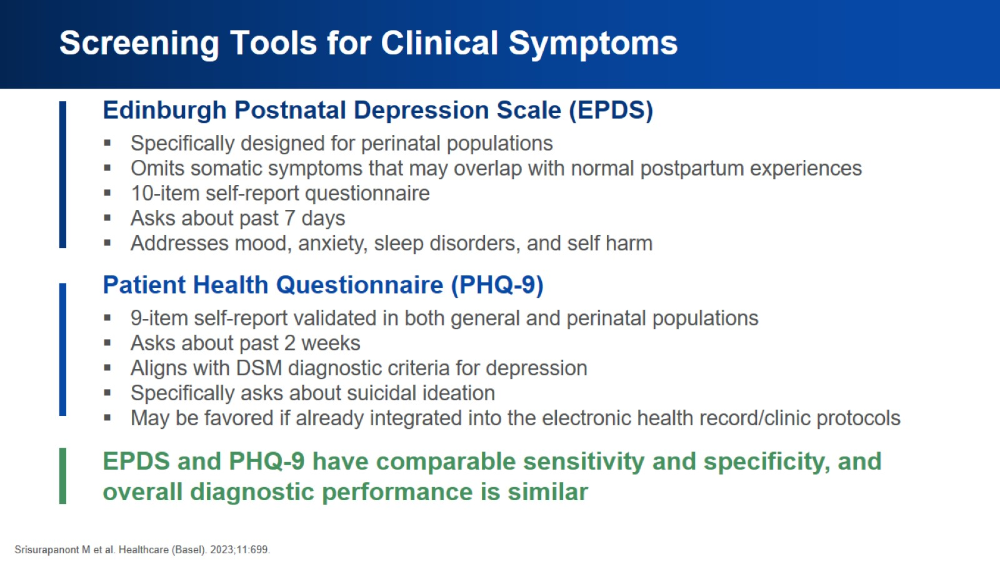 Screening Tools for Clinical Symptoms
Edinburgh Postnatal Depression Scale (EPDS)
▪ Specifically designed for perinatal populations
▪ Omits somatic symptoms that may overlap with normal postpartum experiences
▪ 10-item self-report questionnaire
▪ Asks about past 7 days
▪ Addresses mood, anxiety, sleep disorders, and self harm
Patient Health Questionnaire (PHQ-9)
▪ 9-item self-report validated in both general and perinatal populations
▪ Asks about past 2 weeks
▪ Aligns with DSM diagnostic criteria for depression
▪ Specifically asks about suicidal ideation
▪ May be favored if already integrated into the electronic health record/clinic protocols
EPDS and PHQ-9 have comparable sensitivity and specificity, and
overall diagnostic performance is similar
Srisurapanont M et al. Healthcare (Basel). 2023;11:699.